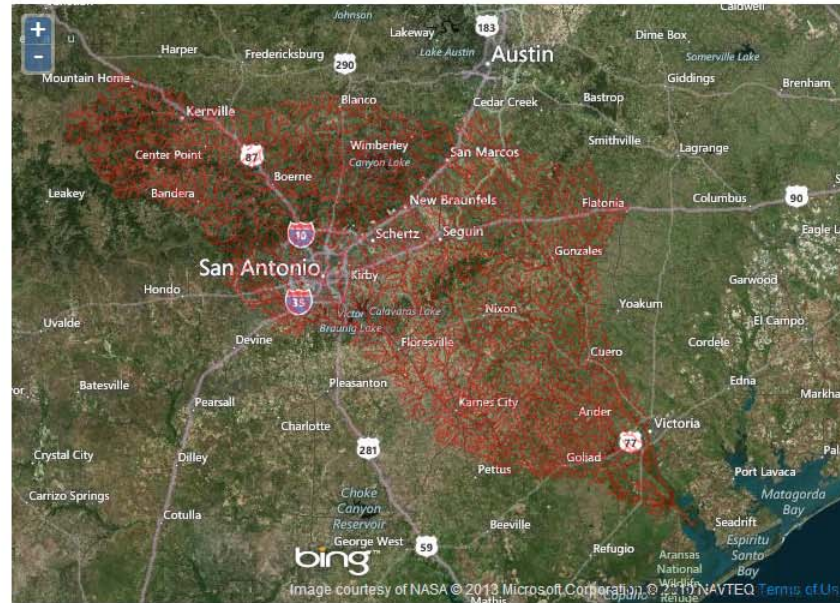 Johnson
Lakeway
183
Caldwell
+
-
Harper
Fredericksburg
290
Lake Austin
Austin
Dime Box
Somerville Lake
Mountain Home
Giddings
Brenham
Blanco
Cedar Creek
Bastrop
Kerrville
Smithville
Center Point
87
Wimberley
Canyon Lake
San Marcos
Lagrange
Leakey
Bandera
Boerne
New Braunfels
Flatonia
Columbus
90
10
Schertz
Seguin
Eagle L
San Antonio
Kirby
Gonzales
Garwood
Hondo
35
Victor
Braunig Lake
Calaveras Lake
Nixon
Yoakum
El Campo
Uvalde
Devine
Floresville
Cuero
Cordele
Batesville
Pleasanton
Edna
Pearsall
Karnes City
Ander
Markha
Charlotte
Victoria
Crystal City
Dilley
281
77
Pettus
Goliad
Port Lavaca
Carrizo Springs
Choke
Canyon
Reservoir
Matagorda
Bay
Cotulla
Beeville
Seadrift
George West
59
Refugio
Espiritu
Santo
Bay
Aransas
National
Wildlife
Refuge
bing
Mathis
Image courtesy of NASA © 2013 Microsoft Corporation © 2010 NAVTEQ Terms of Us